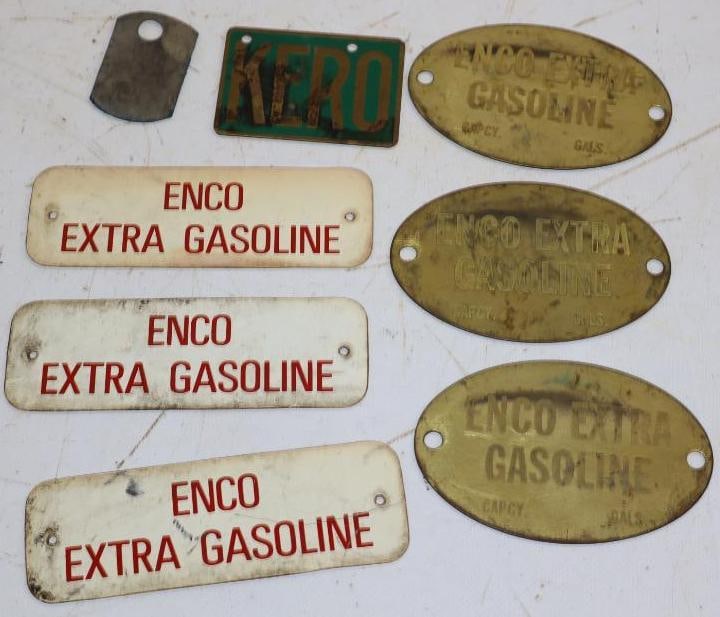 KERO
ENCO EXTRA
GASOLINE
CAPCY. GALS.
ENCO
EXTRA GASOLINE
ENCO EXTRA
GASOLINE
CAPCY. GALS.
ENCO
EXTRA GASOLINE
ENCO EXTRA
GASOLINE
CAPCY. GALS.
ENCO
EXTRA GASOLINE